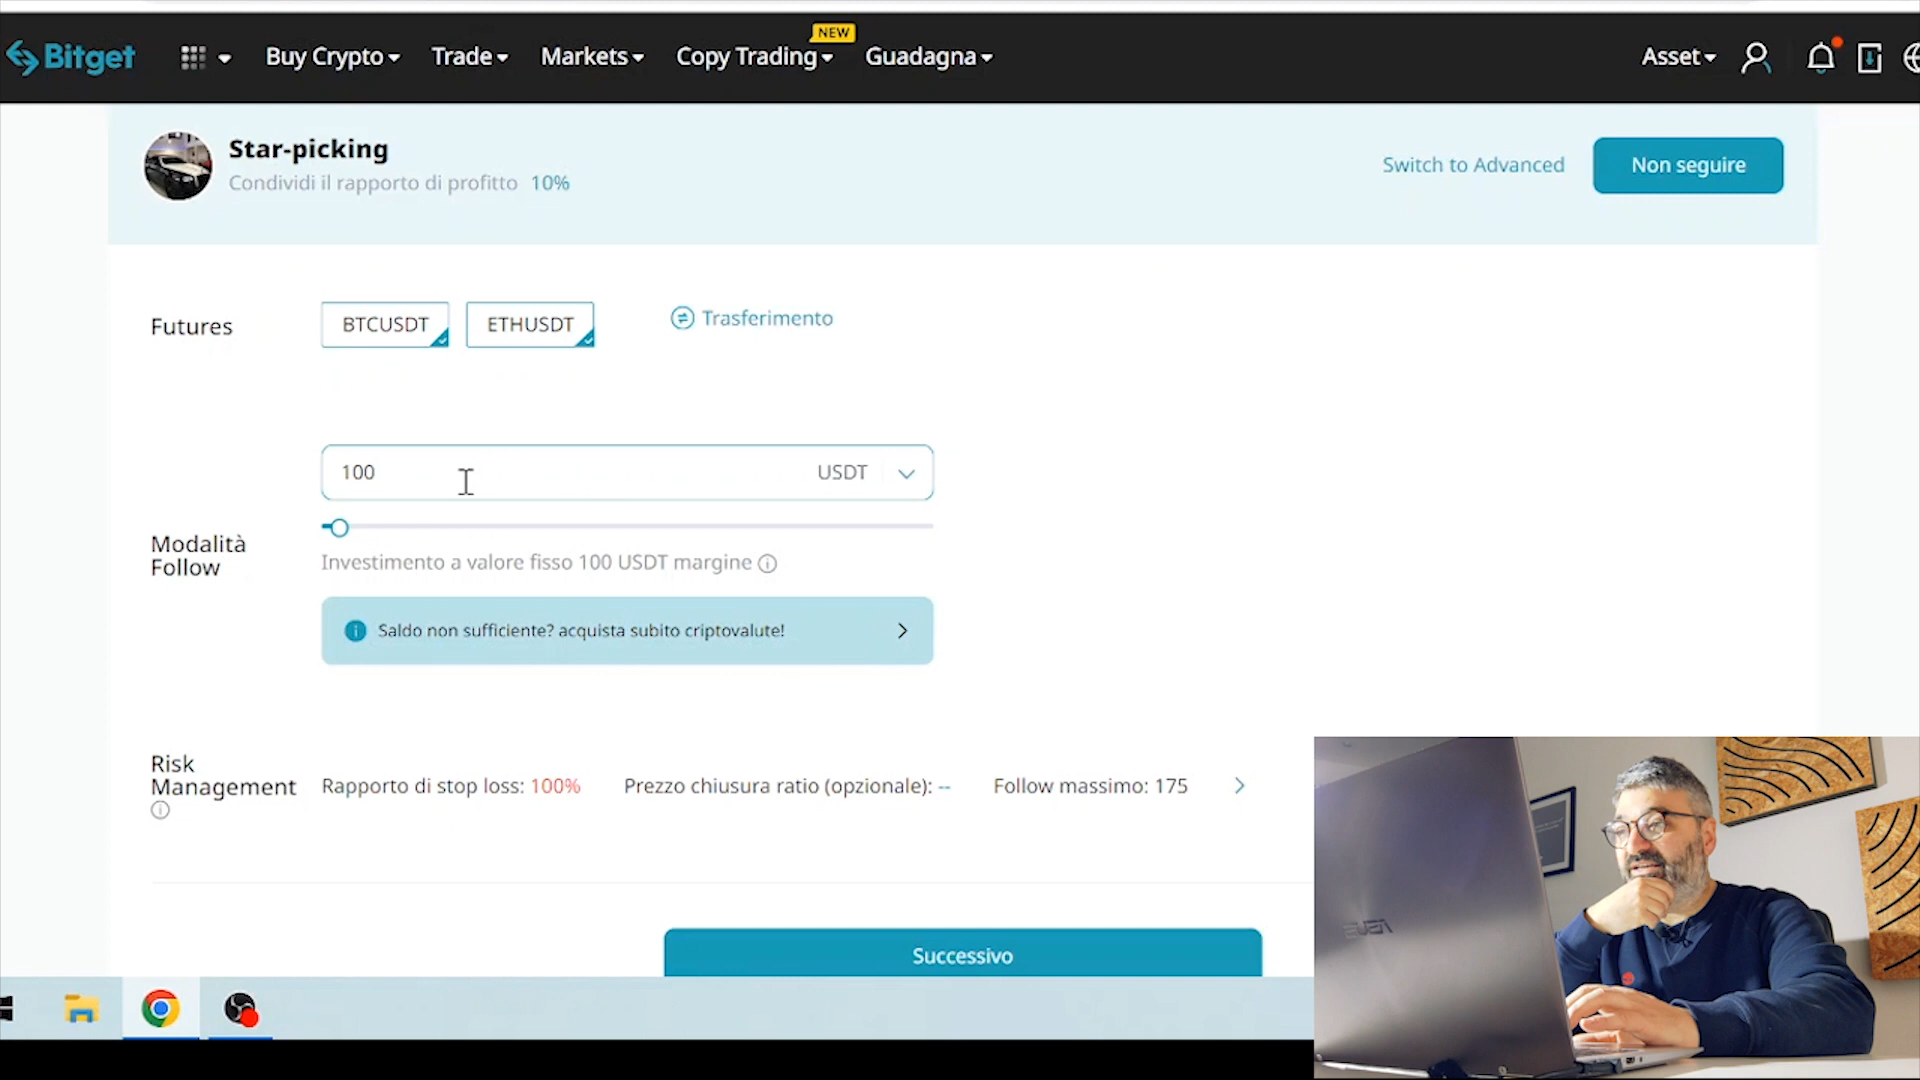 Bitget
Buy Crypto
Trade
Markets
Copy Trading
NEW
Guadagna
Asset
Star-picking
Condividi il rapporto di profitto 10%
Switch to Advanced
Non seguire
Futures
BTCUSDT
ETHUSDT
Trasferimento
100
USDT
Modalità
Follow
Investimento a valore fisso 100 USDT margine
Saldo non sufficiente? acquista subito criptovalute!
Risk
Management
Rapporto di stop loss: 100%
Prezzo chiusura ratio (opzionale): --
Follow massimo: 175
Successivo
ASUS